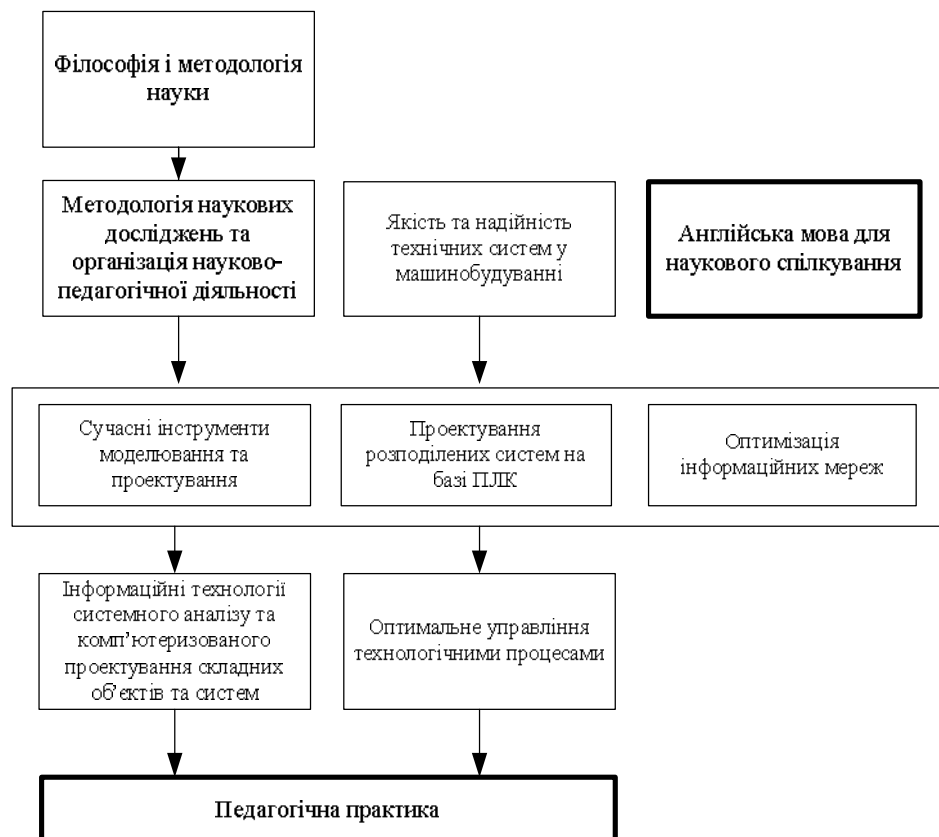 Філософія і методологія
науки
Методологія наукових
досліджень та
організація науково-
педагогічної діяльності
Якість та надійність
технічних систем у
машинобудуванні
Англійська мова для
наукового спілкування
Сучасні інструменти
моделювання та
проектування
Проектування
розподілених систем на
базі ПЛК
Оптимізація
інформаційних мереж
Інформаційні технології
системного аналізу та
комп’ютеризованого
проектування складних
об’єктів та систем
Оптимальне управління
технологічними процесами
Педагогічна практика